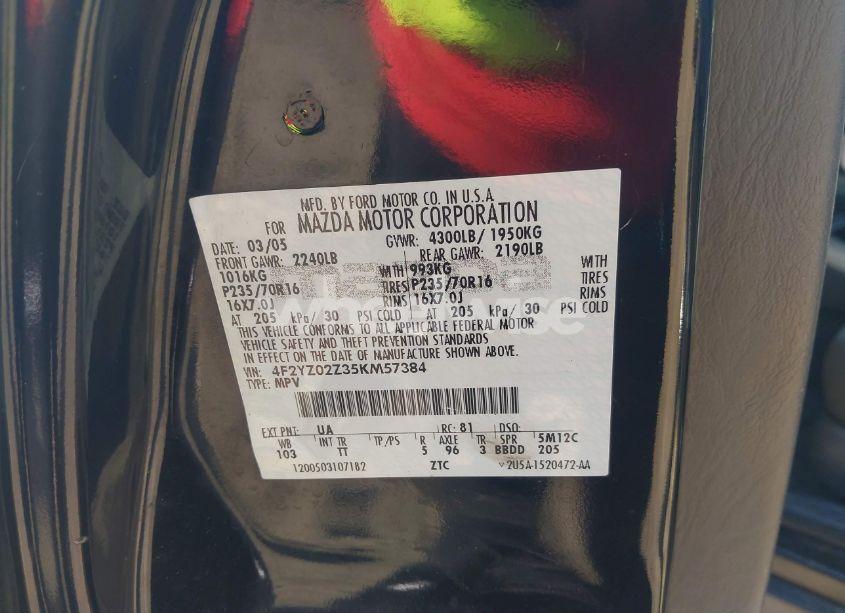 MFD. BY FORD MOTOR CO. IN U.S.A.
FOR MAZDA MOTOR CORPORATION
DATE: 03/05 GVWR: 4300LB/ 1950KG
FRONT GAWR: 2240LB REAR GAWR: 2190LB
1016KG WITH 993KG WITH
P235/70R16 TIRES P235/70R16 TIRES
16X7.0J RIMS 16X7.0J RIMS
AT 205 kPa/ 30 PSI COLD AT 205 kPa/ 30 PSI COLD
THIS VEHICLE CONFORMS TO ALL APPLICABLE FEDERAL MOTOR
VEHICLE SAFETY AND THEFT PREVENTION STANDARDS
IN EFFECT ON THE DATE OF MANUFACTURE SHOWN ABOVE.
VIN: 4F2YZ02Z35KM57384
TYPE: MPV
EXT PNT: UA RC: 81 DSO:
WB INT TR TP/PS R AXLE TR SPR 5M12C
103 TT 5 96 3 BBDD 205
1200503107182 ZTC 2U5A-1520472-AA